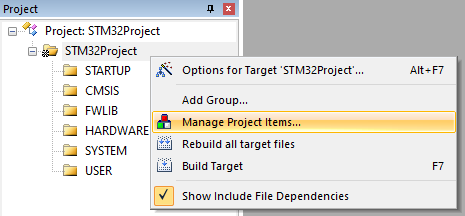 Project
Project: STM32Project
STM32Project
STARTUP
CMSIS
FWLIB
HARDWARE
SYSTEM
USER
Options for Target 'STM32Project'... Alt+F7
Add Group...
Manage Project Items...
Rebuild all target files
Build Target F7
Show Include File Dependencies